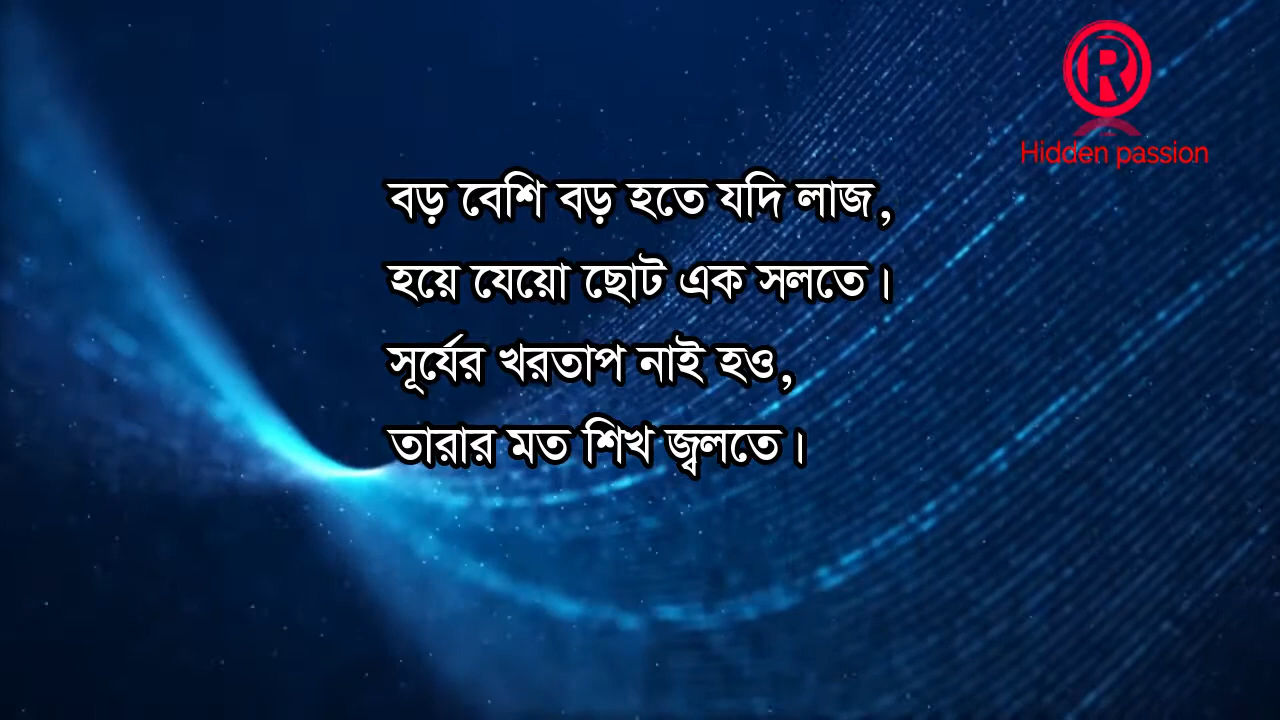 Hidden passion
বড় বেশি বড় হতে যদি লাজ,
হয়ে যেয়ো ছোট এক সলতে।
সূর্যের খরতাপ নাই হও,
তারার মত শিখ জ্বলতে।